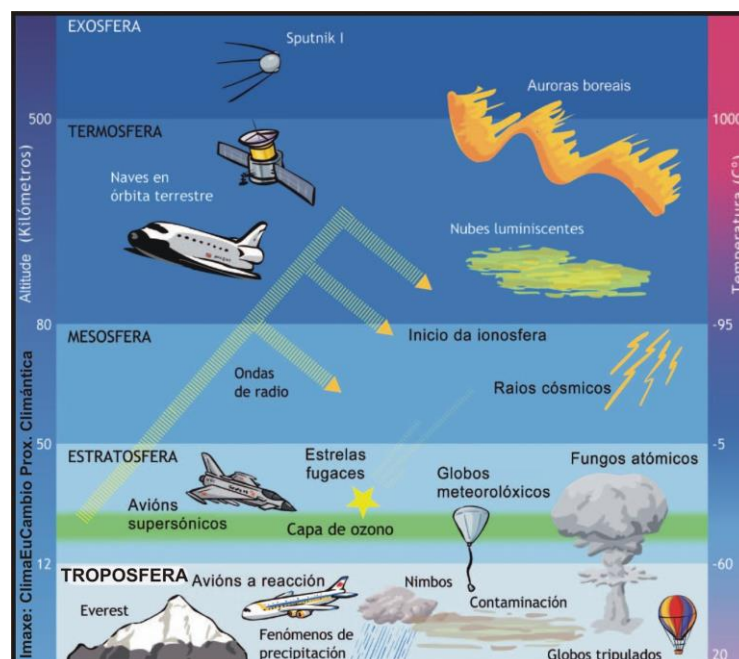 EXOSFERA
Sputnik I
Auroras boreais
500
1000
TERMOSFERA
Naves en
órbita terrestre
Nubes luminiscentes
Altitude (Kilómetros)
Temperatura (Cº)
80
-95
MESOSFERA
Inicio da ionosfera
Ondas
de radio
Raios cósmicos
50
-5
ESTRATOSFERA
Estrelas
fugaces
Fungos atómicos
Globos
meteorolóxicos
Avións
supersónicos
Capa de ozono
12
-60
TROPOSFERA
Avións a reacción
Nimbos
Contaminación
Everest
Fenómenos de
precipitación
Globos tripulados
20
Imaxe: ClimaEuCambio Prox. Climántica